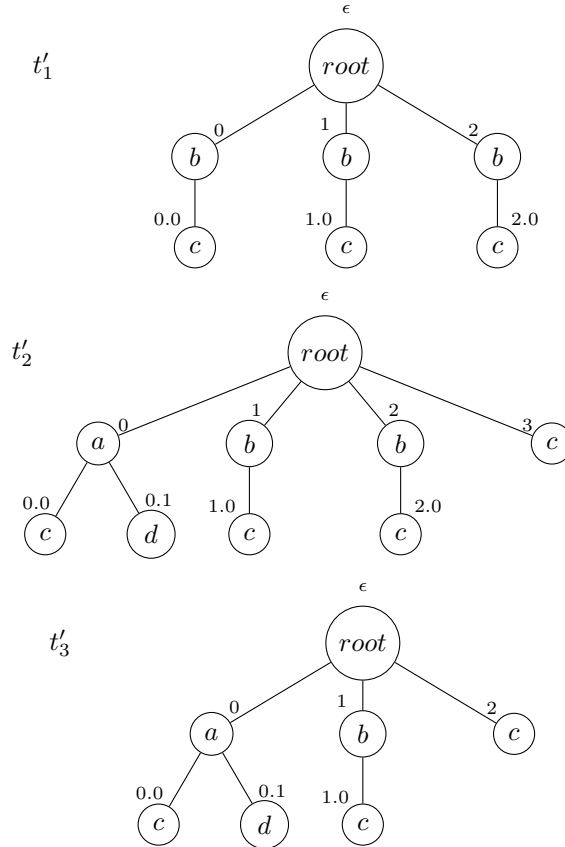 ϵ
t′₁
root
0 1 2
b b b
0.0 1.0 2.0
c c c
ϵ
t′₂
root
0 1 2 3
a b b c
0.0 0.1 1.0 2.0
c d c c
ϵ
t′₃
root
0 1 2
a b c
0.0 0.1 1.0
c d c